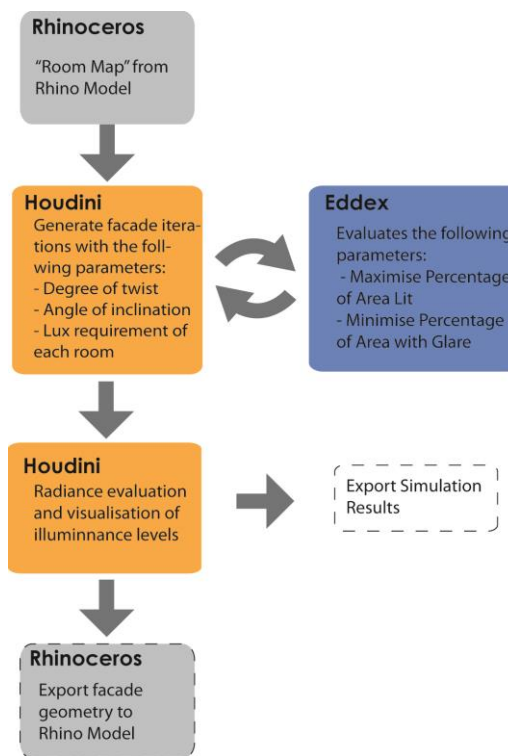 Rhinoceros
“Room Map” from
Rhino Model
Houdini
Generate facade itera-
tions with the fol-
lowing parameters:
- Degree of twist
- Angle of inclination
- Lux requirement of
each room
Eddex
Evaluates the following
parameters:
- Maximise Percentage
of Area Lit
- Minimise Percentage
of Area with Glare
Houdini
Radiance evaluation
and visualisation of
illuminnance levels
Export Simulation
Results
Rhinoceros
Export facade
geometry to
Rhino Model